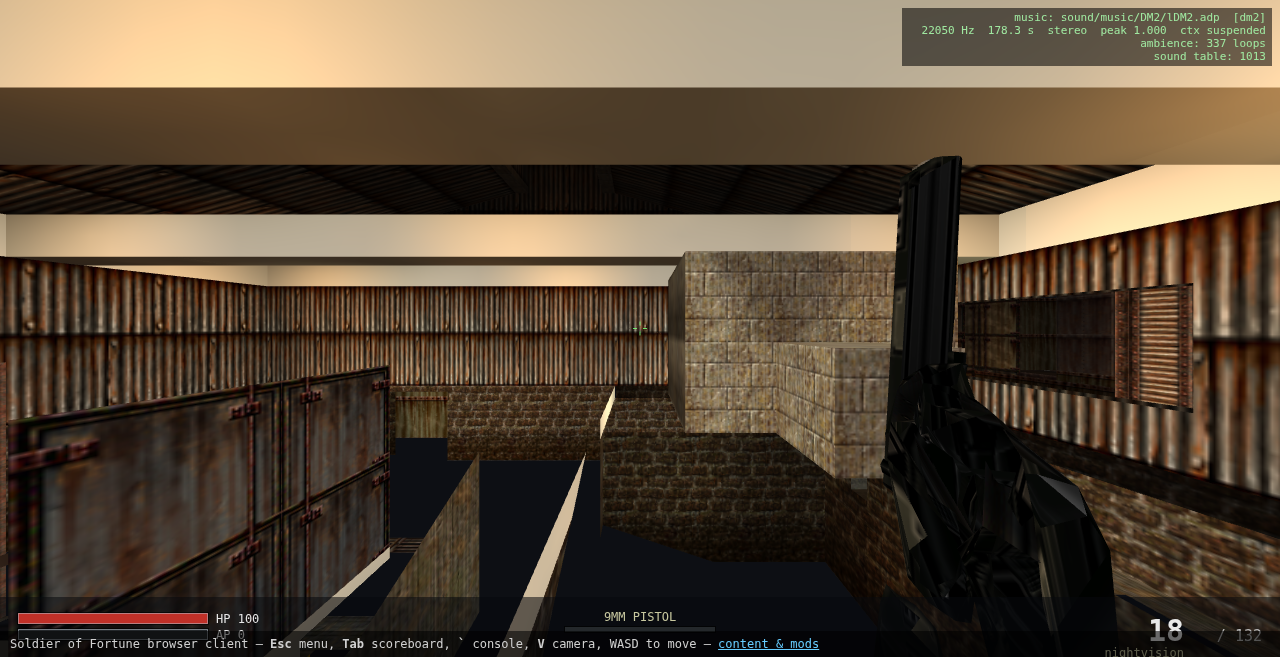 music: sound/music/DM2/lDM2.adp [dm2]
22050 Hz 178.3 s stereo peak 1.000 ctx suspended
ambience: 337 loops
sound table: 1013
HP 100
9MM PISTOL
AP 0
18 / 132
Soldier of Fortune browser client — Esc menu, Tab scoreboard, ` console, V camera, WASD to move — content & mods
nightvision